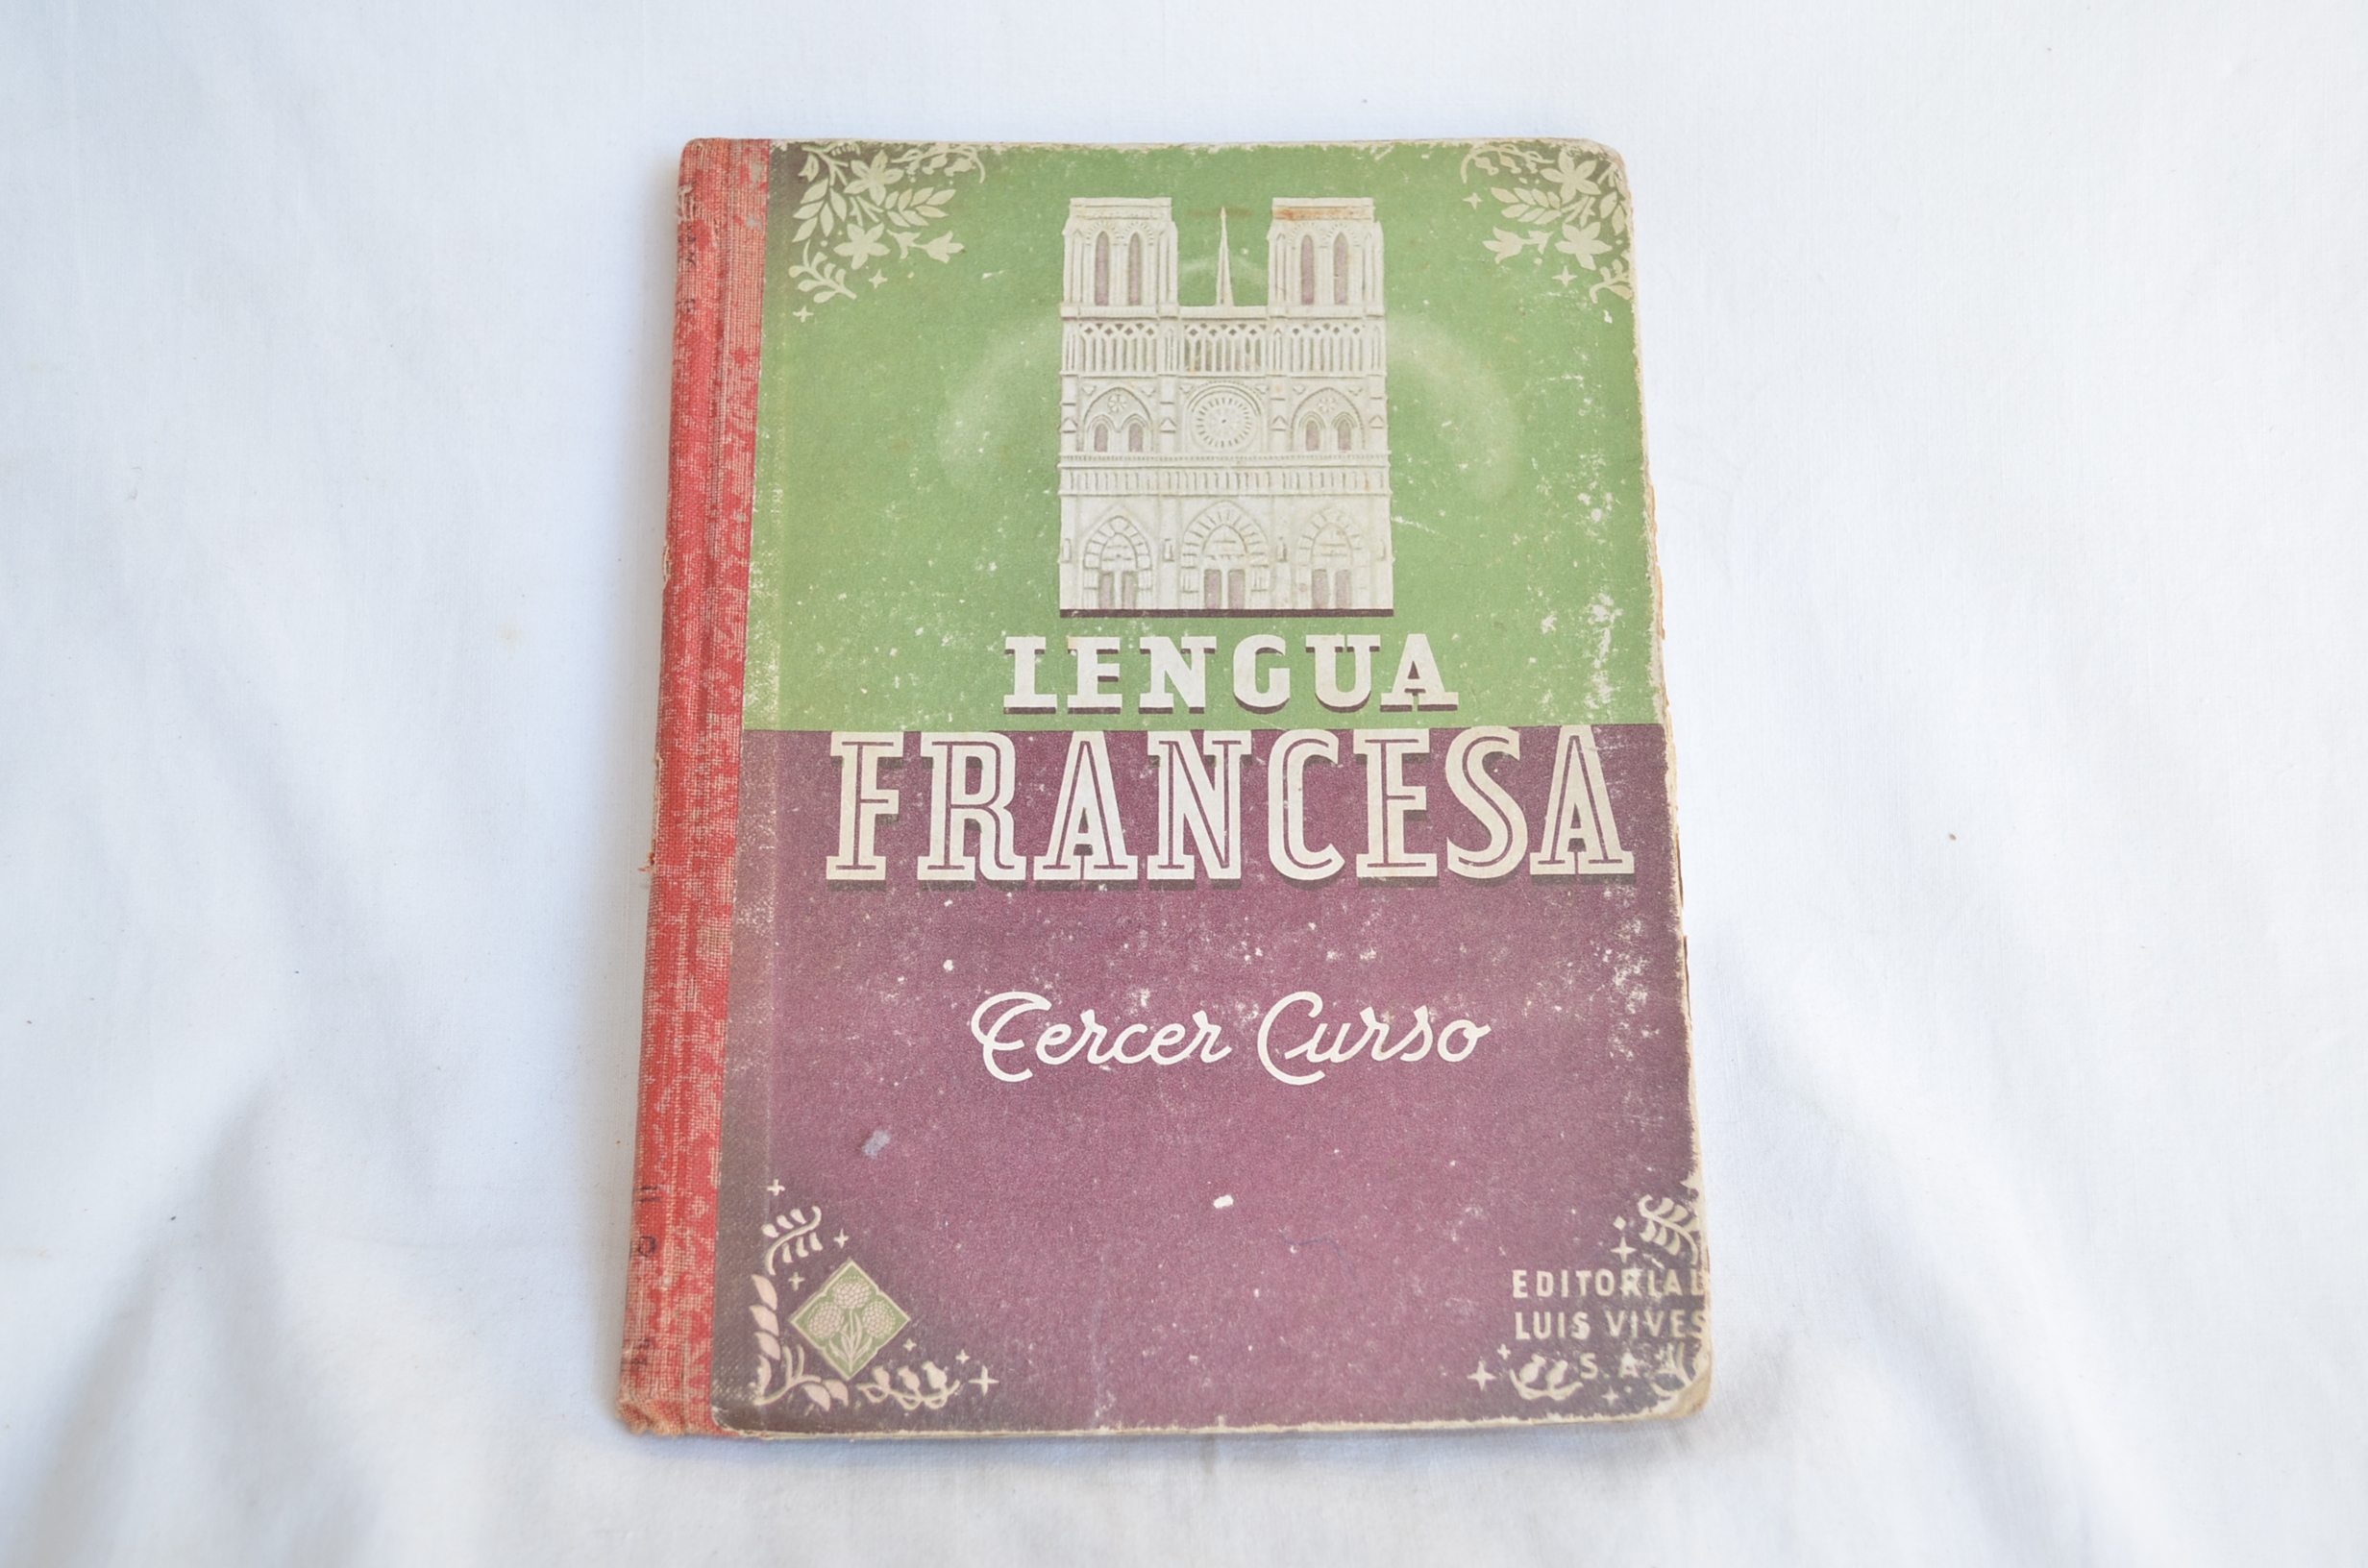 LENGUA
FRANCESA
Tercer Curso
EDITORIAL
LUIS VIVES
S. A.